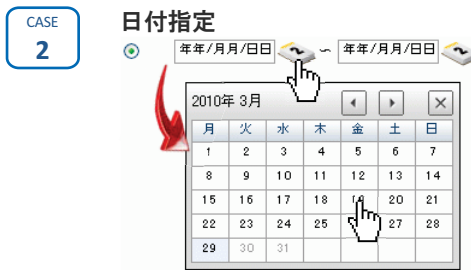 CASE
2
日付指定
年年/月月/日日 ～ 年年/月月/日日
2010年 3月
月 火 水 木 金 土 日
1 2 3 4 5 6 7
8 9 10 11 12 13 14
15 16 17 18 19 20 21
22 23 24 25 27 28
29 30 31